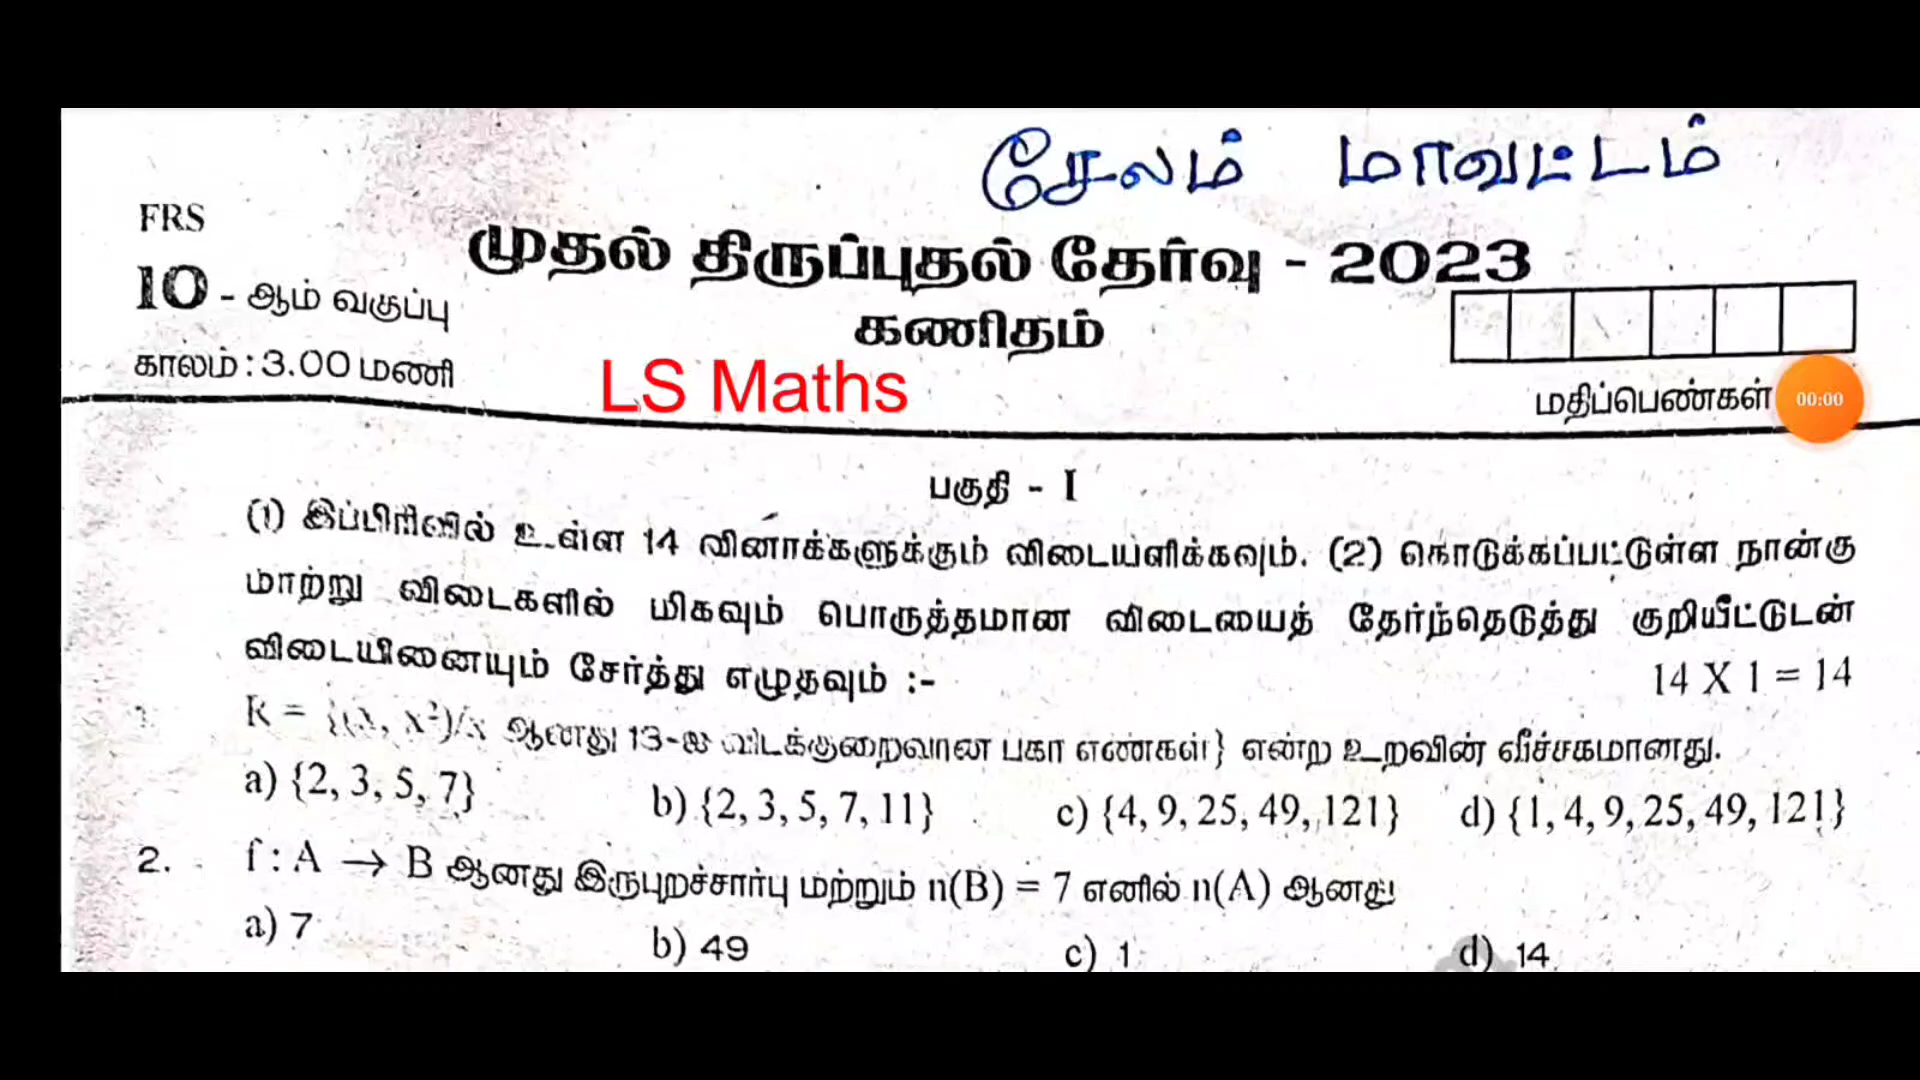 சேலம் மாவட்டம்
FRS
முதல் திருப்புதல் தேர்வு - 2023
10 - ஆம் வகுப்பு
கணிதம்
காலம் : 3.00 மணி
LS Maths
மதிப்பெண்கள்
00:00
பகுதி - I
(1) இப்பிரிவில் உள்ள 14 வினாக்களுக்கும் விடையளிக்கவும். (2) கொடுக்கப்பட்டுள்ள நான்கு
மாற்று விடைகளில் மிகவும் பொருத்தமான விடையைத் தேர்ந்தெடுத்து குறியீட்டுடன்
விடையினையும் சேர்த்து எழுதவும் :-
14 X 1 = 14
1. R = {(x, x²)/x ஆனது 13-ஐ விடக்குறைவான பகா எண்கள்} என்ற உறவின் வீச்சகமானது.
a) {2, 3, 5, 7} b) {2, 3, 5, 7, 11} c) {4, 9, 25, 49, 121} d) {1, 4, 9, 25, 49, 121}
2. f : A → B ஆனது இருபுறச்சார்பு மற்றும் n(B) = 7 எனில் n(A) ஆனது
a) 7 b) 49 c) 1 d) 14